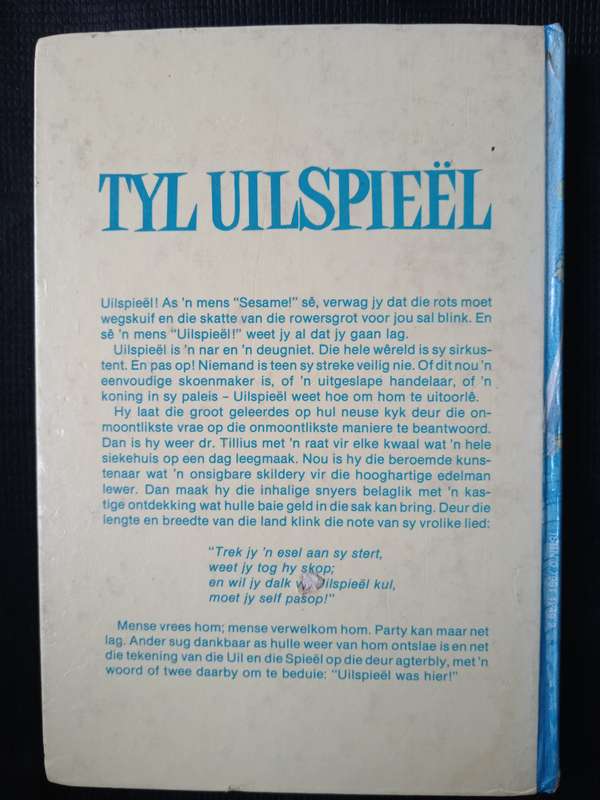 TYL UILSPIEËL
Uilspieël! As 'n mens "Sesame!" sê, verwag jy dat die rots moet
wegskuif en die skatte van die rowersgrot voor jou sal blink. En
sê 'n mens "Uilspieël!" weet jy al dat jy gaan lag.
Uilspieël is 'n nar en 'n deugniet. Die hele wêreld is sy sirkus-
tent. En pas op! Niemand is teen sy streke veilig nie. Of dit nou 'n
eenvoudige skoenmaker is, of 'n uitgeslape handelaar, of 'n
koning in sy paleis – Uilspieël weet hoe om hom te uitoorlê.
Hy laat die groot geleerdes op hul neuse kyk deur die on-
moontlikste vrae op die onmoontlikste maniere te beantwoord.
Dan is hy weer dr. Tillius met 'n raat vir elke kwaal wat 'n hele
siekehuis op een dag leegmaak. Nou is hy die beroemde kuns-
tenaar wat 'n onsigbare skildery vir die hooghartige edelman
lewer. Dan maak hy die inhalige snyers belaglik met 'n kas-
tige ontdekking wat hulle baie geld in die sak kan bring. Deur die
lengte en breedte van die land klink die note van sy vrolike lied:
"Trek jy 'n esel aan sy stert,
weet jy tog hy skop;
en wil jy dalk Uilspieël kul,
moet jy self pasop!"
Mense vrees hom; mense verwelkom hom. Party kan maar net
lag. Ander sug dankbaar as hulle weer van hom ontslae is en net
die tekening van die Uil en die Spieël op die deur agterbly, met 'n
woord of twee daarby om te beduie: "Uilspieël was hier!"